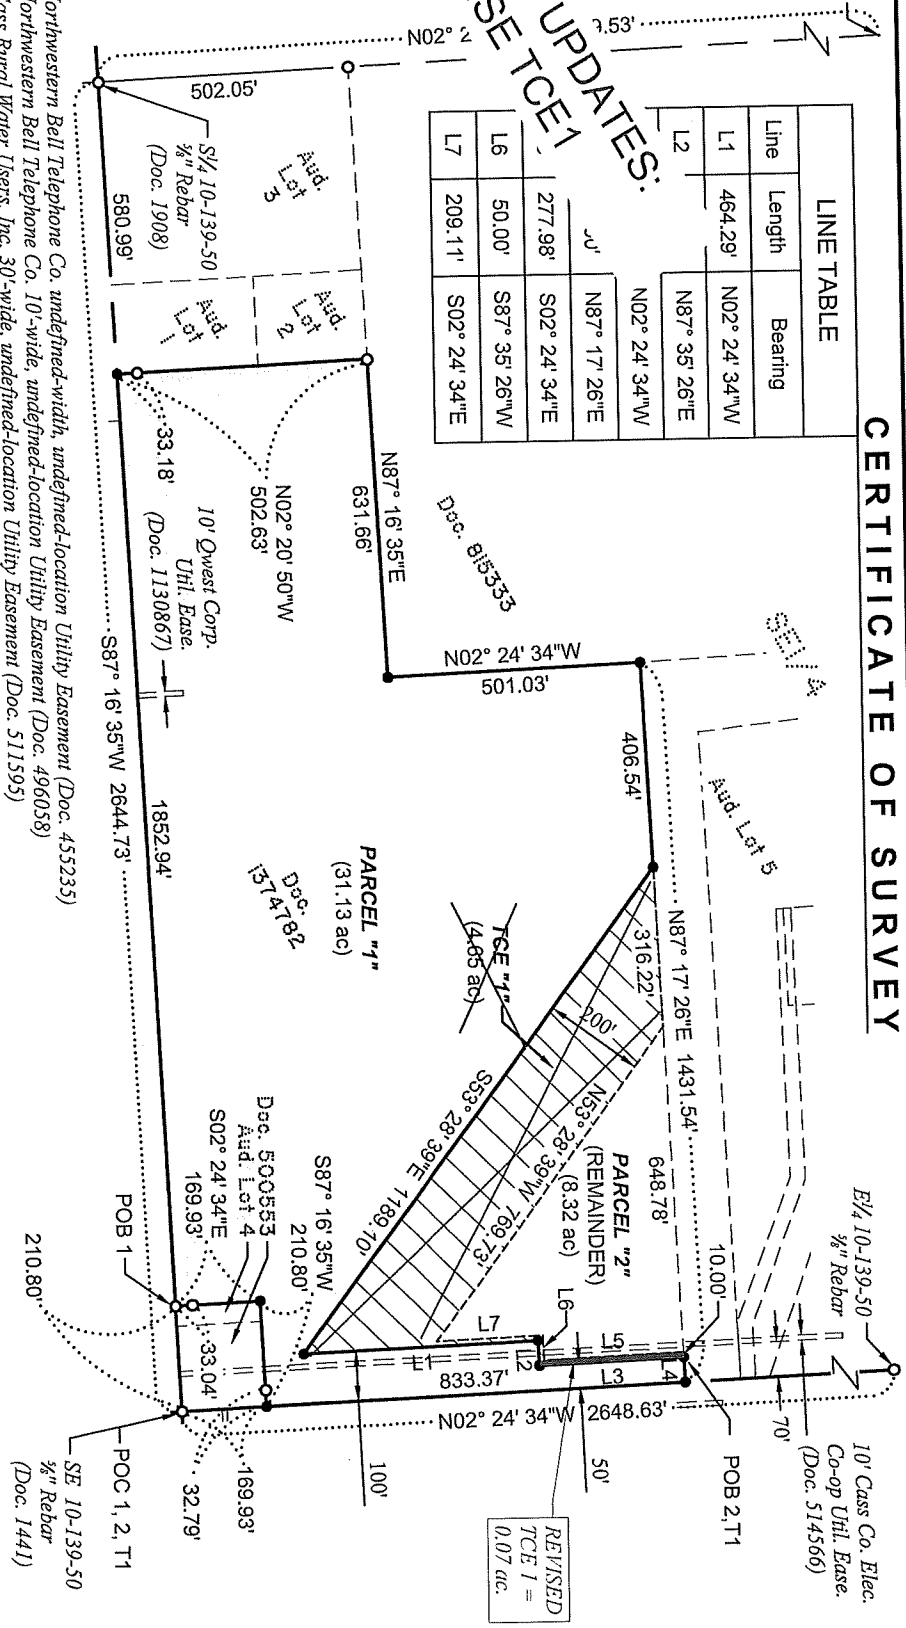 CERTIFICATE OF SURVEY
UPDATES:
SE TCE1
LINE TABLE
Line Length Bearing
L1 464.29' N02° 24' 34"W
L2 N87° 35' 26"E
N02° 24' 34"W
N87° 17' 26"E
277.98' S02° 24' 34"E
L6 50.00' S87° 35' 26"W
L7 209.11' S02° 24' 34"E
N02° 2
9.53'
502.05'
S¼ 10-139-50
⅝" Rebar
(Doc. 1908)
580.99'
Aud.
Lot
3
Aud.
Lot
2
Aud.
Lot
1
33.18'
N02° 20' 50"W
502.63'
N87° 16' 35"E
631.66'
Doc. 815333
N02° 24' 34"W
501.03'
SE1/4
Aud. Lot 5
406.54'
N87° 17' 26"E 1431.54'
316.22'
648.78'
10.00'
10' Qwest Corp.
Util. Ease.
(Doc. 1130867)
S87° 16' 35"W 2644.73'
1852.94'
PARCEL "1"
(31.13 ac)
Doc.
1374782
TCE "1"
(4.65 ac)
200'
S53° 28' 39"E 1189.10'
N53° 28' 39"W 769.73'
PARCEL "2"
(REMAINDER)
(8.32 ac)
E¼ 10-139-50
⅝" Rebar
10' Cass Co. Elec.
Co-op Util. Ease.
(Doc. 514566)
70'
POB 2,T1
L1
L2
L3
L4
L5
L6
L7
833.37'
N02° 24' 34"W 2648.63'
50'
100'
REVISED
TCE 1 =
0.07 ac.
S87° 16' 35"W
210.80'
Doc. 500553
Aud. Lot 4
S02° 24' 34"E
169.93'
POB 1
33.04'
210.80'
169.93'
32.79'
POC 1, 2, T1
SE 10-139-50
⅝" Rebar
(Doc. 1441)
orthwestern Bell Telephone Co. undefined-width, undefined-location Utility Easement (Doc. 455235)
Northwestern Bell Telephone Co. 10'-wide, undefined-location Utility Easement (Doc. 496058)
Cass Rural Water Users, Inc. 30'-wide, undefined-location Utility Easement (Doc. 511595)